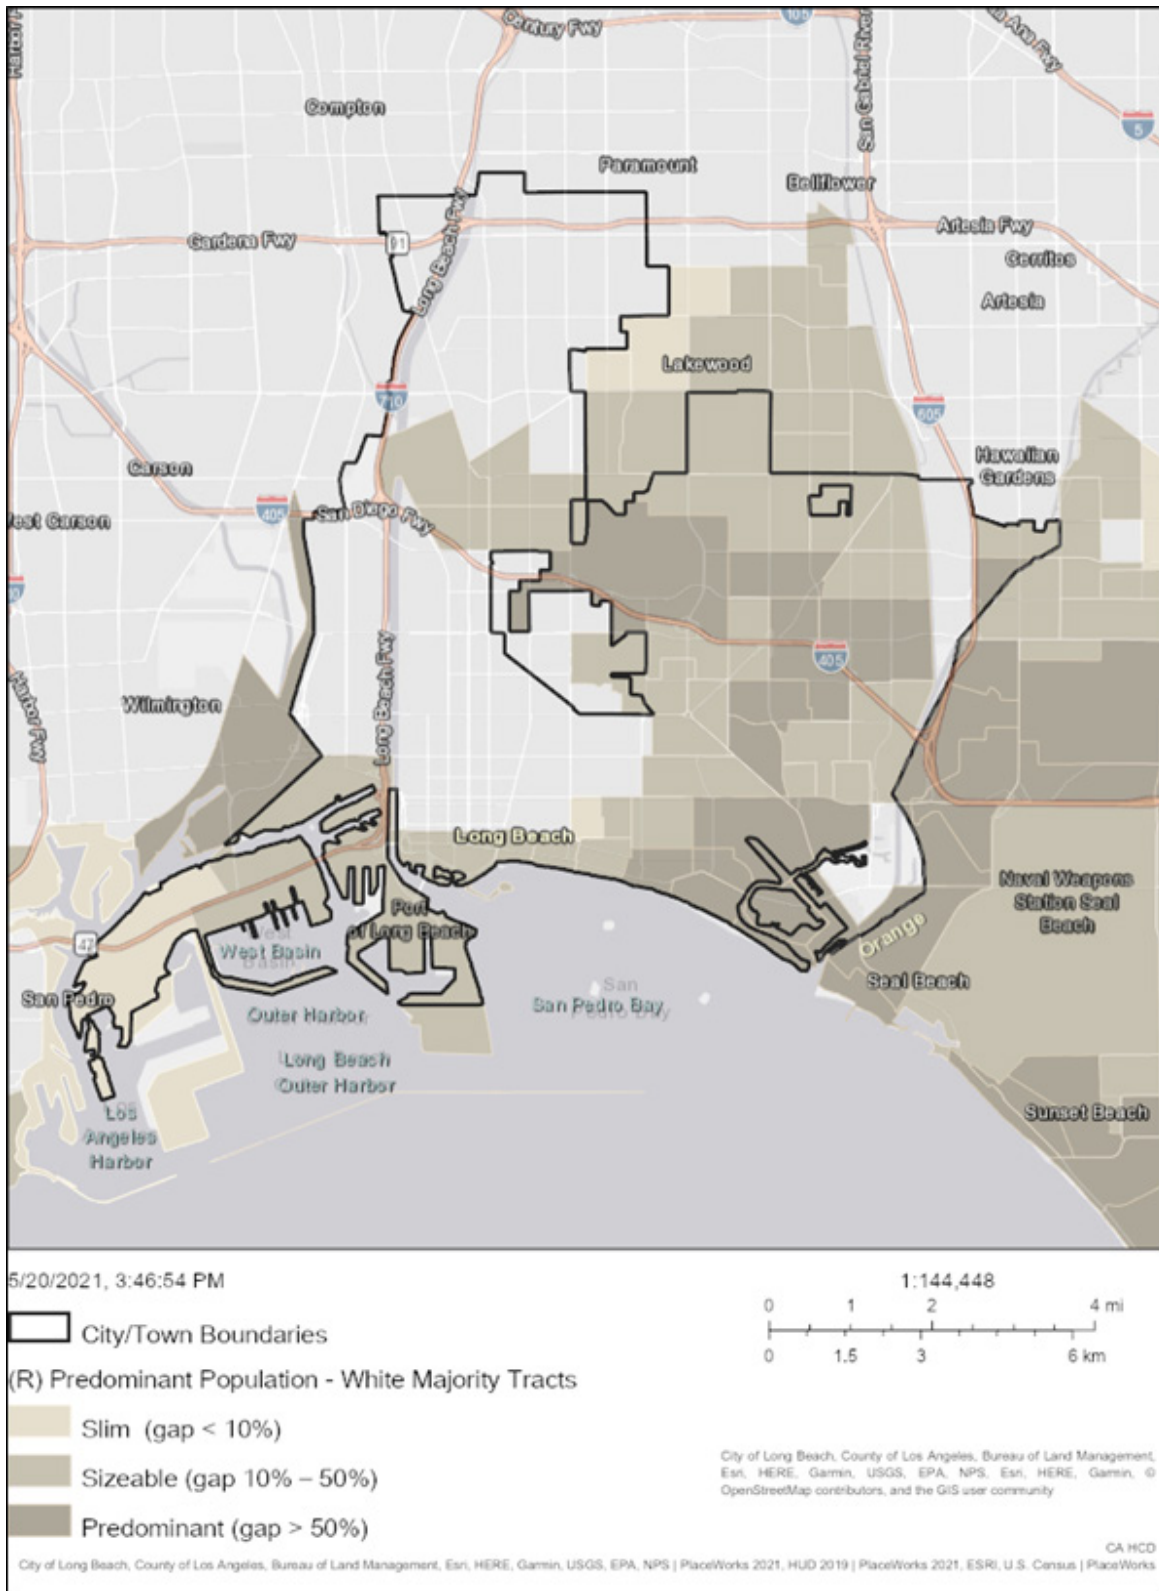 Harbor F
Century Fwy
105
San Gabriel River
a Ana Fwy
5
Compton
Paramount
Bellflower
Gardena Fwy
91
Long Beach Fwy
Artesia Fwy
Cerritos
Artesia
Lakewood
710
605
Carson
Hawaiian
Gardens
405
San Diego Fwy
est Carson
Long Beach Fwy
405
Wilmington
Harbor Fwy
Long Beach
Naval Weapons
Station Seal
Beach
Port
of Long Beach
47
West Basin
Orange
San Pedro
Seal Beach
Outer Harbor
San
San Pedro Bay
Long Beach
Outer Harbor
Los
Angeles
Harbor
Sunset Beach
5/20/2021, 3:46:54 PM
1:144,448
0 1 2 4 mi
0 1.5 3 6 km
City/Town Boundaries
(R) Predominant Population - White Majority Tracts
Slim (gap < 10%)
Sizeable (gap 10% – 50%)
Predominant (gap > 50%)
City of Long Beach, County of Los Angeles, Bureau of Land Management,
Esri, HERE, Garmin, USGS, EPA, NPS, Esri, HERE, Garmin, ©
OpenStreetMap contributors, and the GIS user community
CA HCD
City of Long Beach, County of Los Angeles, Bureau of Land Management, Esri, HERE, Garmin, USGS, EPA, NPS | PlaceWorks 2021, HUD 2019 | PlaceWorks 2021, ESRI, U.S. Census | PlaceWorks